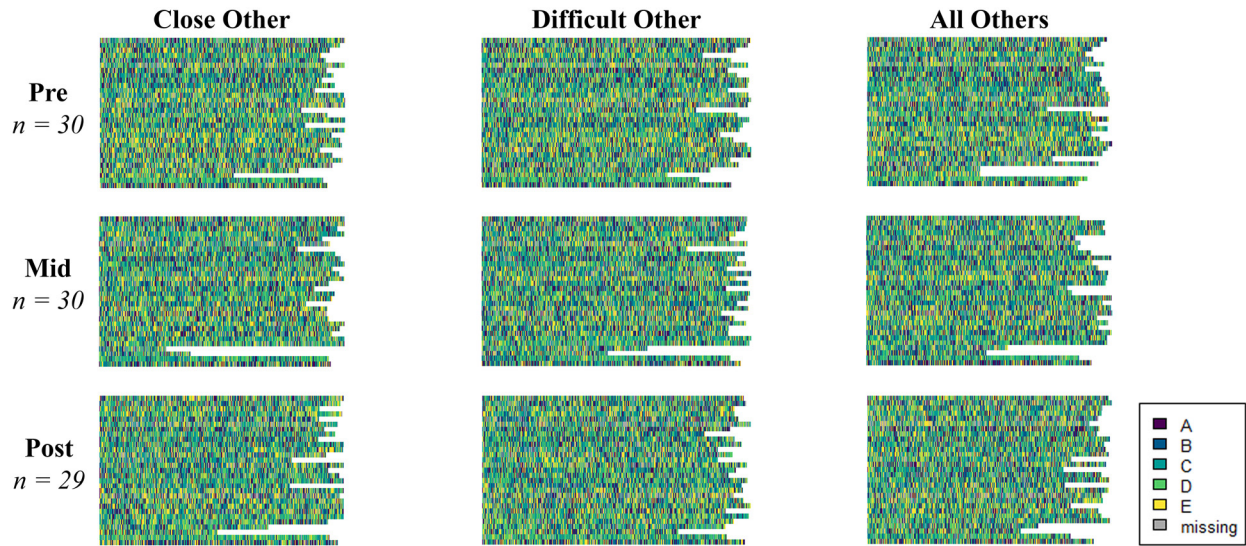 Close Other
Difficult Other
All Others
Pre
n = 30
Mid
n = 30
Post
n = 29
A
B
C
D
E
missing